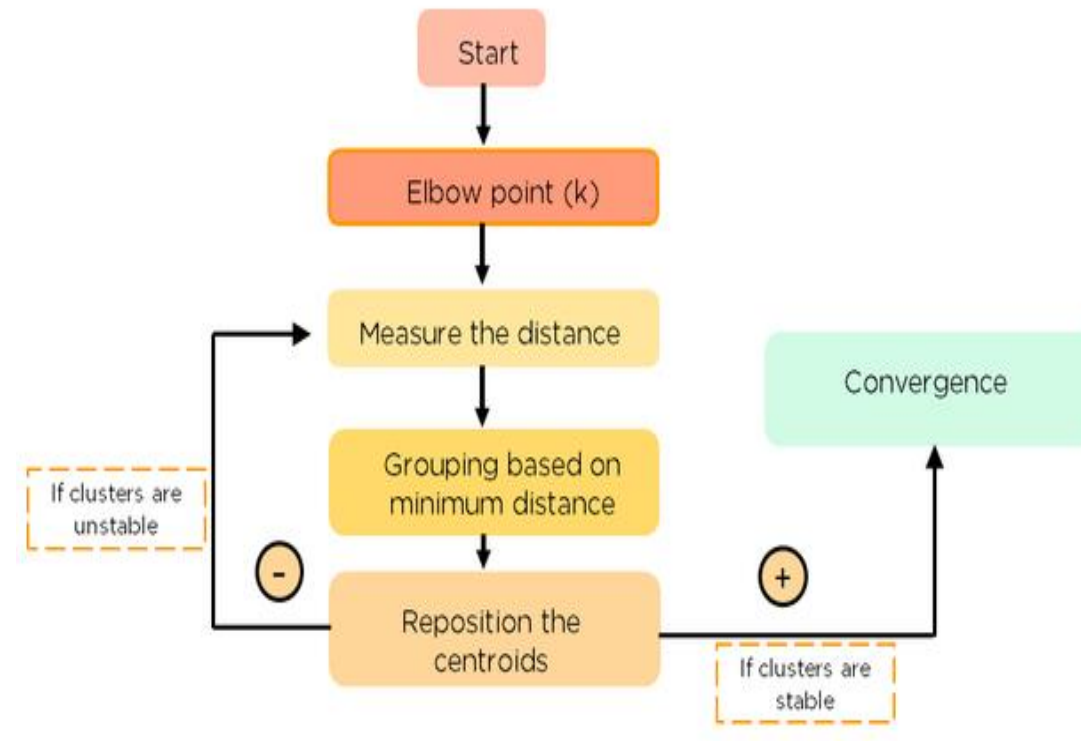 Start
Elbow point (k)
Measure the distance
Convergence
Grouping based on
minimum distance
If clusters are
unstable
-
+
Reposition the
centroids
If clusters are
stable